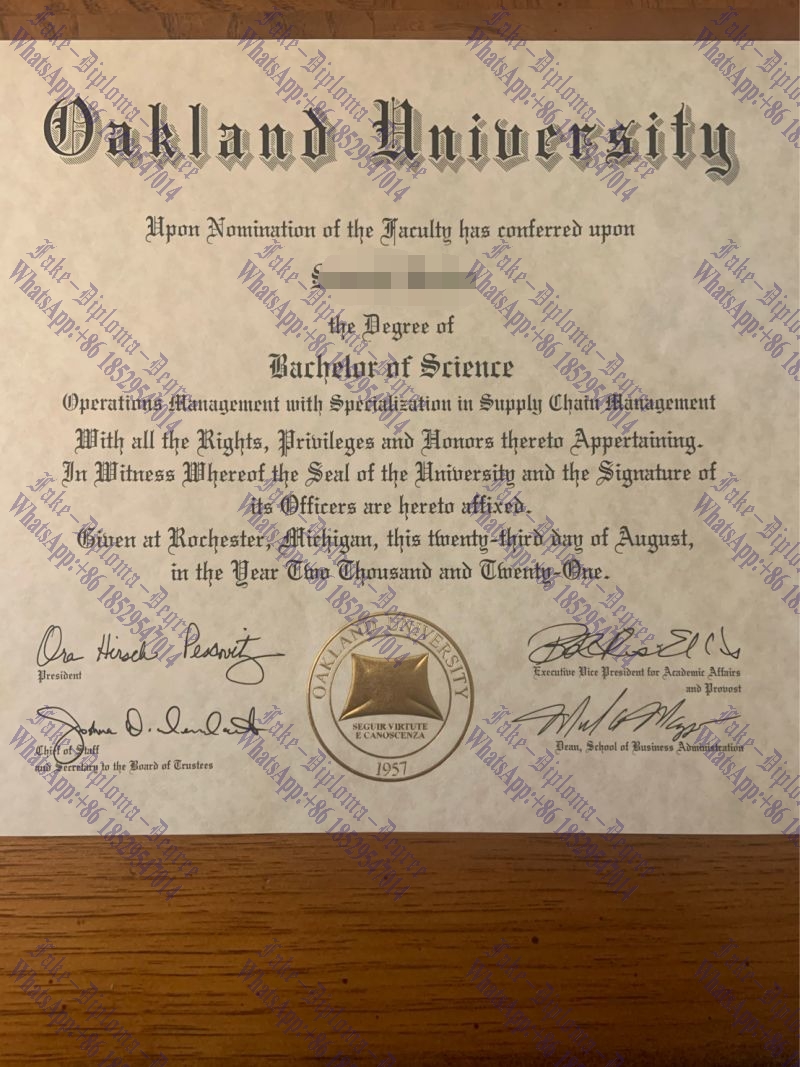 Oakland University
Upon Nomination of the Faculty has conferred upon
the Degree of
Bachelor of Science
Operations Management with Specialization in Supply Chain Management
With all the Rights, Privileges and Honors thereto Appertaining.
In Witness Whereof the Seal of the University and the Signature of
its Officers are hereto affixed.
Given at Rochester, Michigan, this twenty-third day of August,
in the Year Two Thousand and Twenty-One.
Ora Hirsch Pescovitz
President
Executive Vice President for Academic Affairs
and Provost
Chief of Staff
and Secretary to the Board of Trustees
Dean, School of Business Administration
OAKLAND UNIVERSITY
SEGUIR VIRTUTE
E CANOSCENZA
1957
Fake-Diploma-Degree
WhatsApp:+86 18529547014